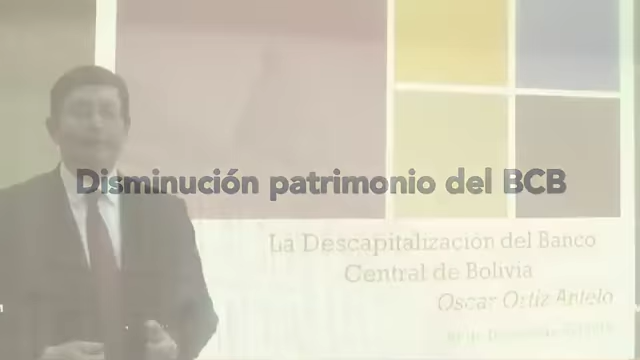 Disminución patrimonio del BCB
La Descapitalización del Banco
Central de Bolivia
Oscar Ortiz Antelo